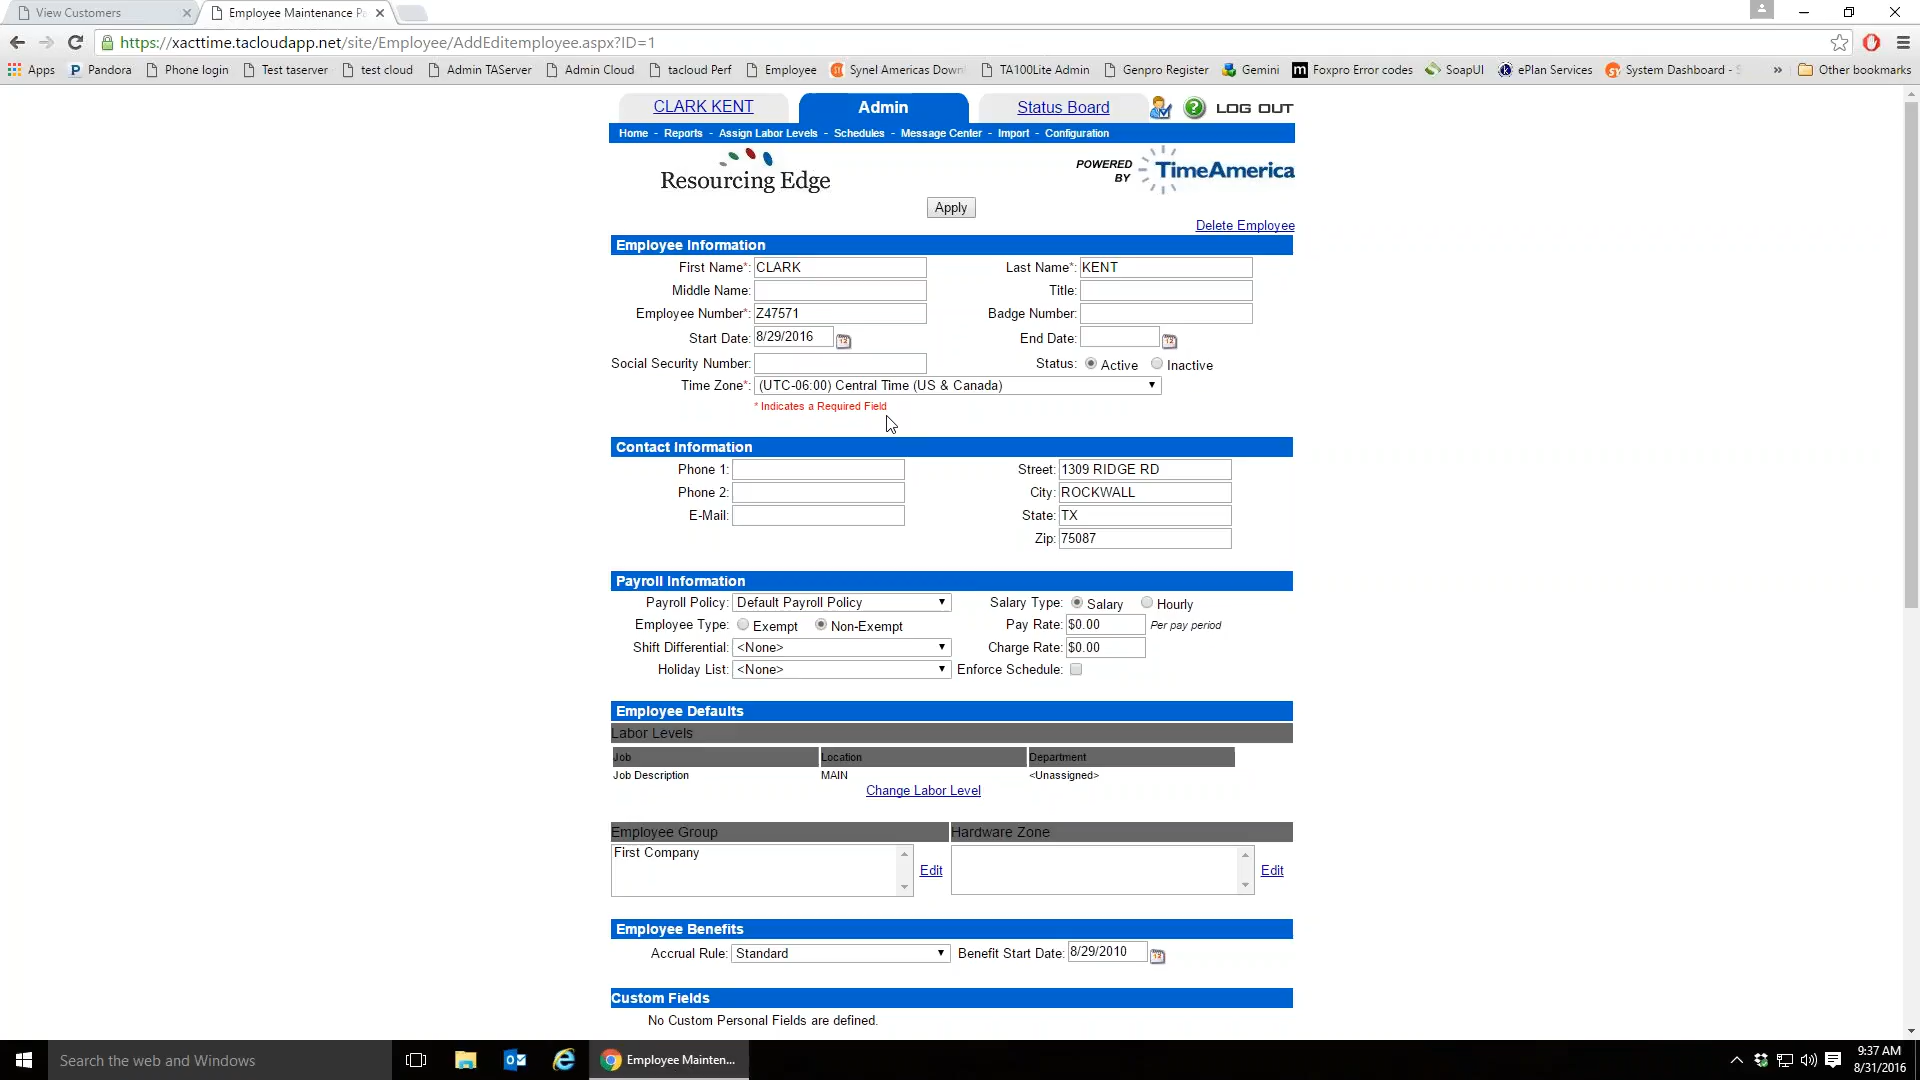 View Customers
Employee Maintenance Pa
https://xacttime.tacloudapp.net/site/Employee/AddEditemployee.aspx?ID=1
Apps Pandora Phone login Test taserver test cloud Admin TAServer Admin Cloud tacloud Perf Employee Synel Americas Down TA100Lite Admin Genpro Register Gemini Foxpro Error codes SoapUI ePlan Services System Dashboard - S » Other bookmarks
CLARK KENT Admin Status Board LOG OUT
Home - Reports - Assign Labor Levels - Schedules - Message Center - Import - Configuration
Resourcing Edge
POWERED BY TimeAmerica
Apply
Delete Employee
Employee Information
First Name*: CLARK Last Name*: KENT
Middle Name: Title:
Employee Number*: Z47571 Badge Number:
Start Date: 8/29/2016 End Date:
Social Security Number: Status: Active Inactive
Time Zone*: (UTC-06:00) Central Time (US & Canada)
* Indicates a Required Field
Contact Information
Phone 1: Street: 1309 RIDGE RD
Phone 2: City: ROCKWALL
E-Mail: State: TX
Zip: 75087
Payroll Information
Payroll Policy: Default Payroll Policy Salary Type: Salary Hourly
Employee Type: Exempt Non-Exempt Pay Rate: $0.00 Per pay period
Shift Differential: <None> Charge Rate: $0.00
Holiday List: <None> Enforce Schedule:
Employee Defaults
Labor Levels
Job Location Department
Job Description MAIN <Unassigned>
Change Labor Level
Employee Group Hardware Zone
First Company
Edit Edit
Employee Benefits
Accrual Rule: Standard Benefit Start Date: 8/29/2010
Custom Fields
No Custom Personal Fields are defined.
Search the web and Windows
Employee Mainten...
9:37 AM
8/31/2016